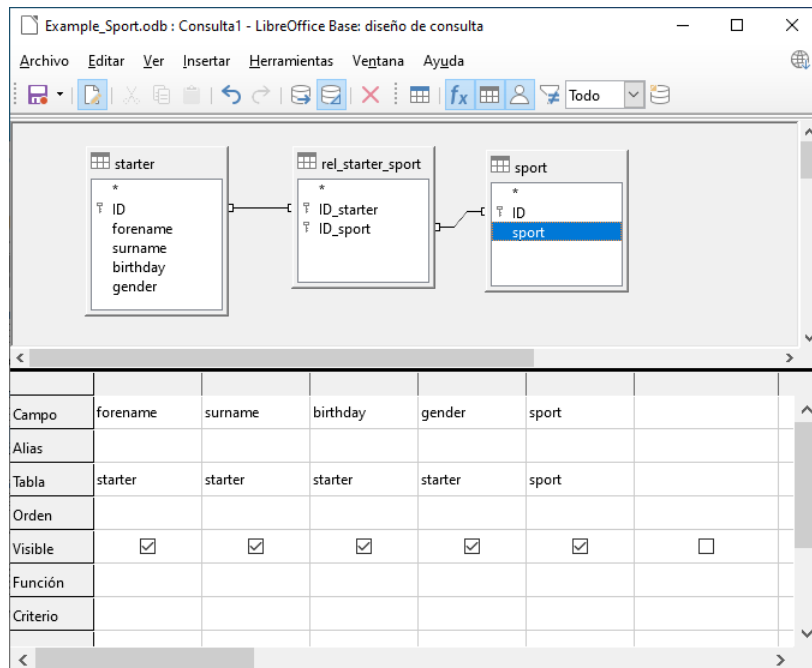 Example_Sport.odb : Consulta1 - LibreOffice Base: diseño de consulta
Archivo Editar Ver Insertar Herramientas Ventana Ayuda
fx Todo
starter
*
ID
forename
surname
birthday
gender
rel_starter_sport
*
ID_starter
ID_sport
sport
*
ID
sport
Campo forename surname birthday gender sport
Alias
Tabla starter starter starter starter sport
Orden
Visible
Función
Criterio